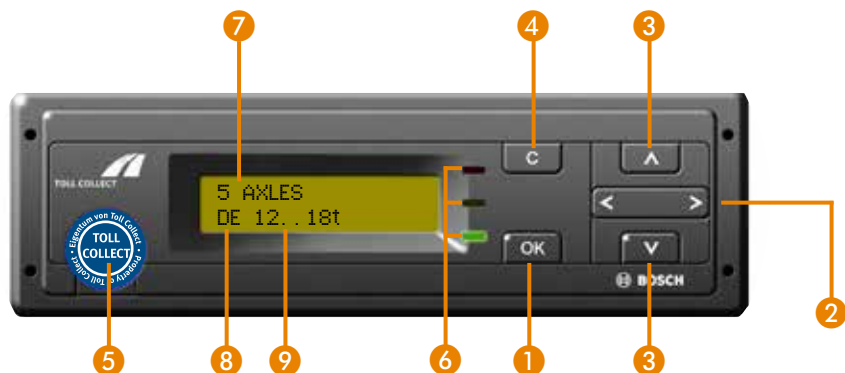 7
4
3
C
∧
TOLL COLLECT
5 AXLES
DE 12..18t
< >
2
Eigentum von Toll Collect • Property of Toll Collect •
TOLL
COLLECT
OK
∨
BOSCH
5
8
9
6
1
3